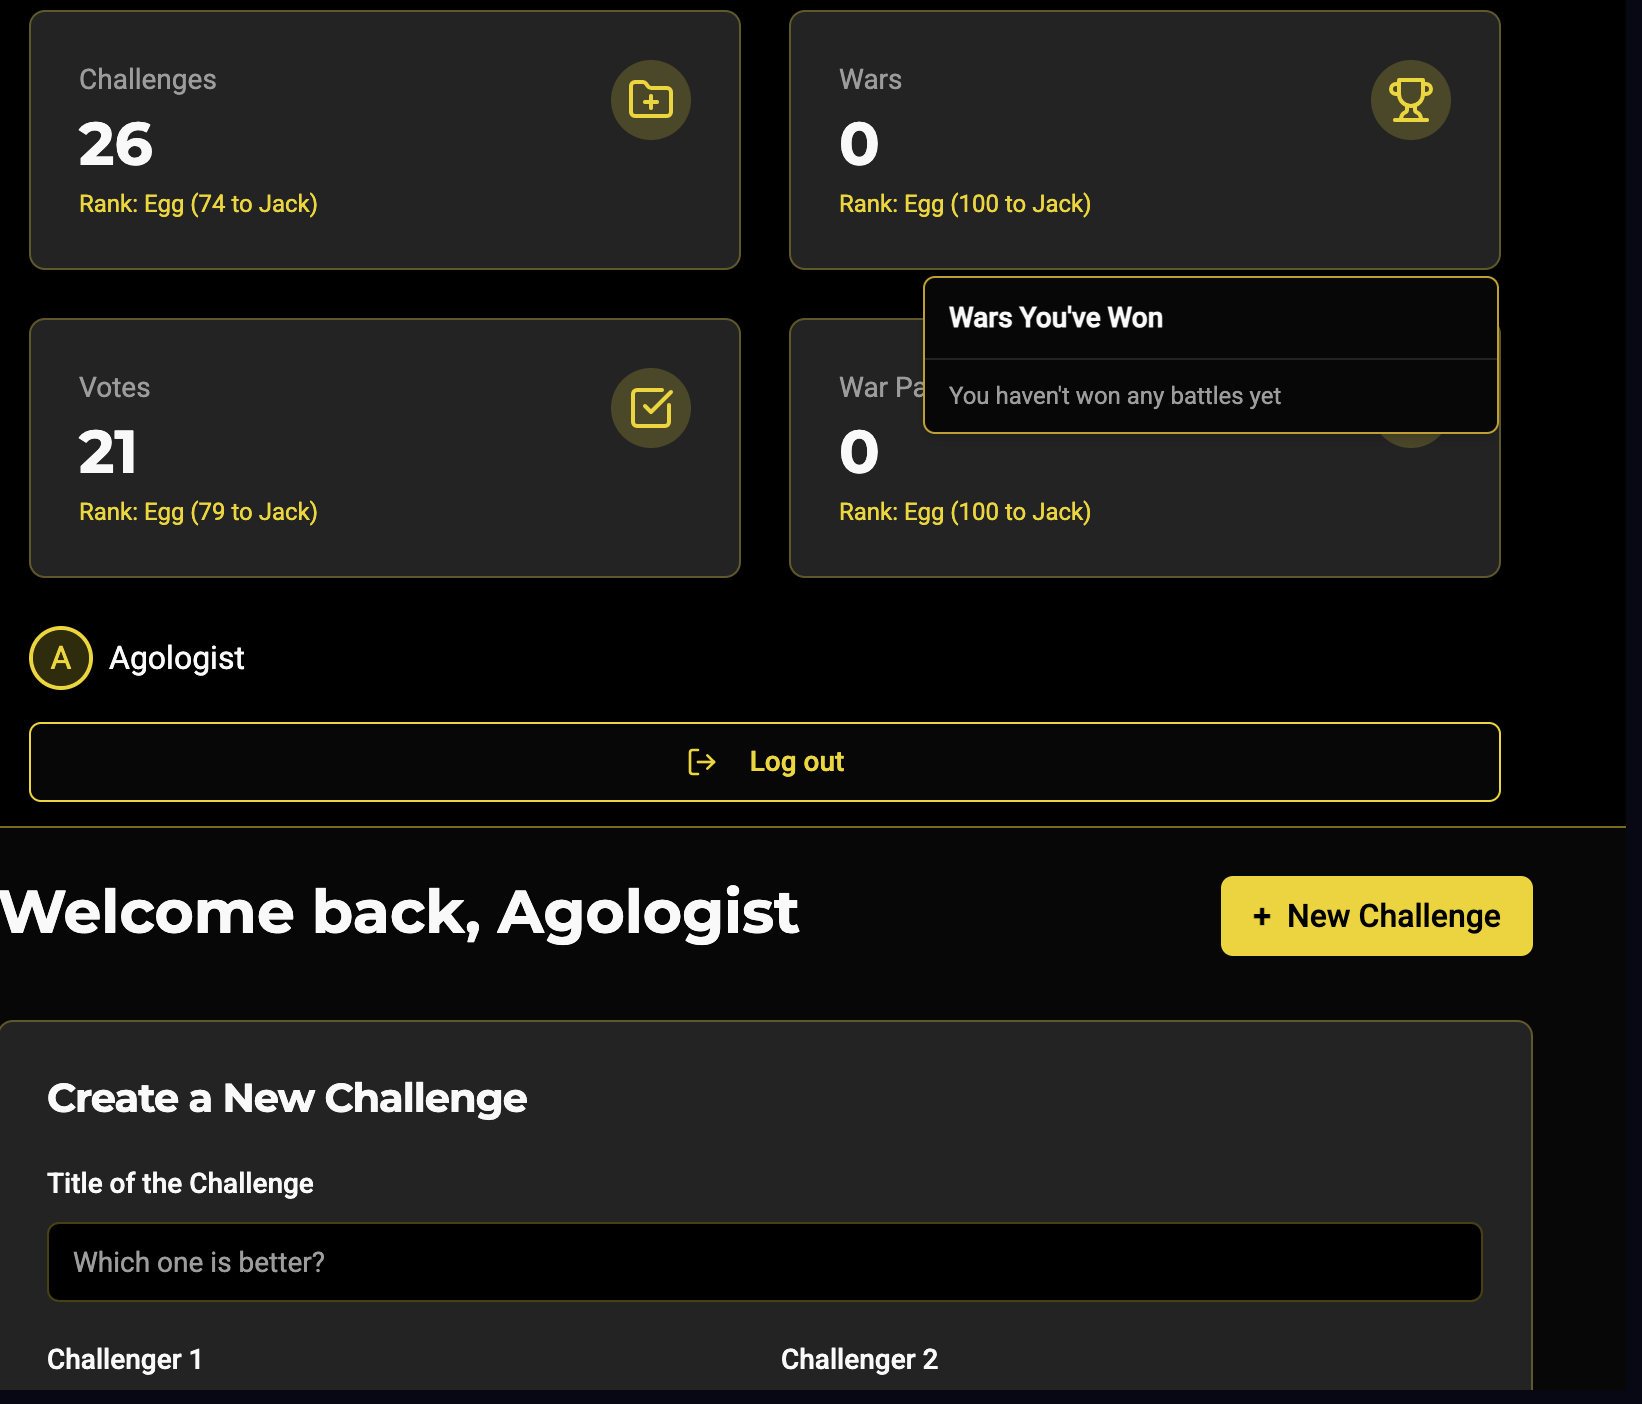 Challenges
26
Rank: Egg (74 to Jack)
Wars
0
Rank: Egg (100 to Jack)
Wars You've Won
You haven't won any battles yet
Votes
21
Rank: Egg (79 to Jack)
War Pa
0
Rank: Egg (100 to Jack)
A
Agologist
Log out
Welcome back, Agologist
+ New Challenge
Create a New Challenge
Title of the Challenge
Which one is better?
Challenger 1
Challenger 2